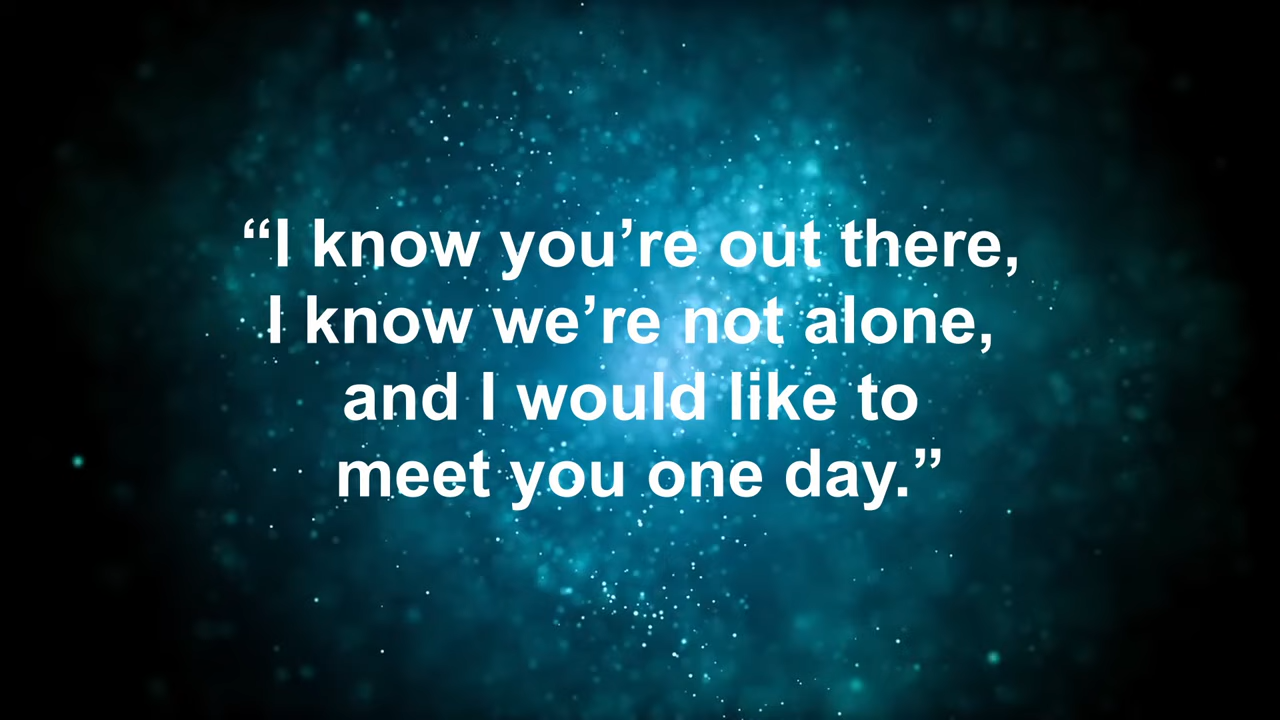 “I know you’re out there,
I know we’re not alone,
and I would like to
meet you one day.”